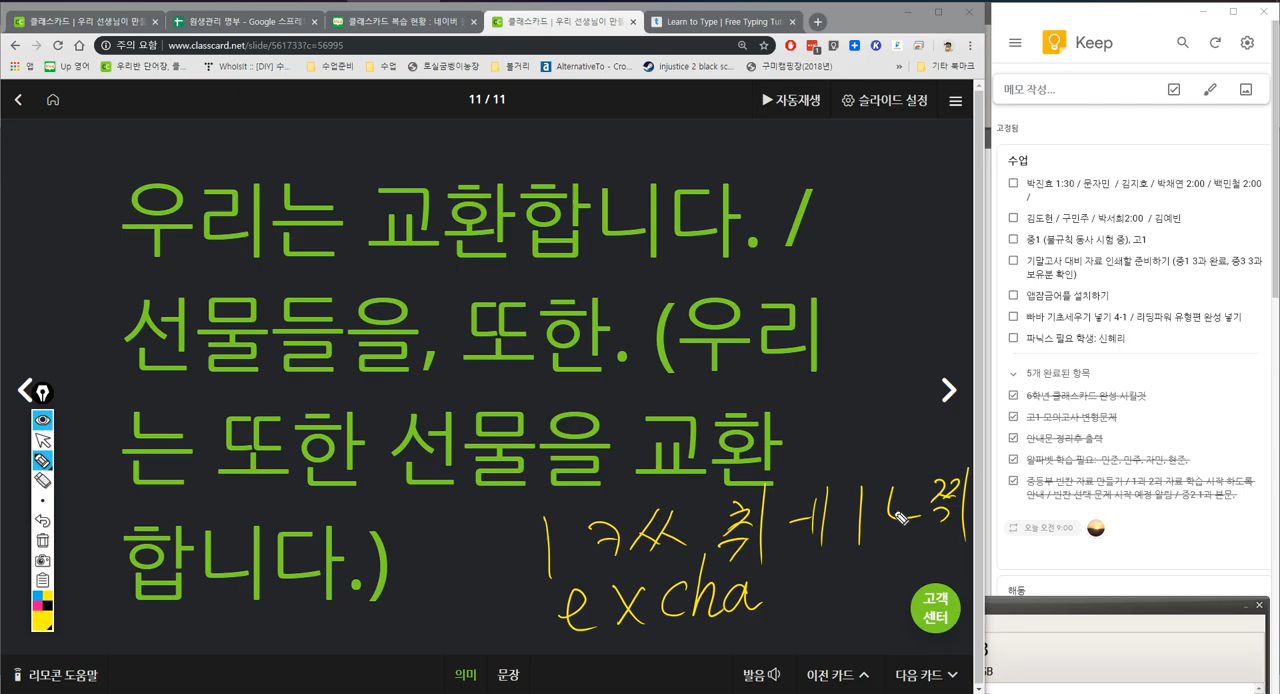 클래스카드 | 우리 선생님이 만든
원생관리 명부 - Google 스프레
클래스카드 복습 현황 : 네이버
클래스카드 | 우리 선생님이 만든
Learn to Type | Free Typing Tut
주의 요함 | www.classcard.net/slide/561733?c=56995
앱 Up 영어 우리반 단어장, 클... WhoisIt :: [DIY] 수... 수업준비 수업 토실굼벵이농장 볼거리 AlternativeTo - Cro... injustice 2 black sc... 구미캠핑장(2018년) » 기타 북마크
11 / 11
자동재생 슬라이드 설정
우리는 교환합니다. /
선물들을, 또한. (우리
는 또한 선물을 교환
합니다.)
excha
고객
센터
리모콘 도움말 의미 문장 발음 이전 카드 다음 카드
Keep
메모 작성...
고정됨
수업
박진효 1:30 / 문자민 / 김지호 / 박채연 2:00 / 백민철 2:00
/
김도현 / 구민주 / 박서희2:00 / 김예빈
중1 (불규칙 동사 시험 중), 고1
기말고사 대비 자료 인쇄할 준비하기 (중1 3과 완료, 중3 3과
보유분 확인)
앱잠금어플 설치하기
빠바 기초세우기 넣기 4-1 / 리딩파워 유형편 완성 넣기
파닉스 필요 학생: 신혜리
5개 완료된 항목
6학년 클래스카드 완성 시킬것
고1 모의고사 변형문제
안내문 정리후 출력
알파벳 학습 필요: 민준, 민주, 자민, 현준,
중등부 빈칸 자료 만들기 / 1과 2과 자료 학습 시작 하도록
안내 / 빈칸 선택 문제 시작 예정 알림 / 중2 1과 본문,
오늘 오전 9:00
해동